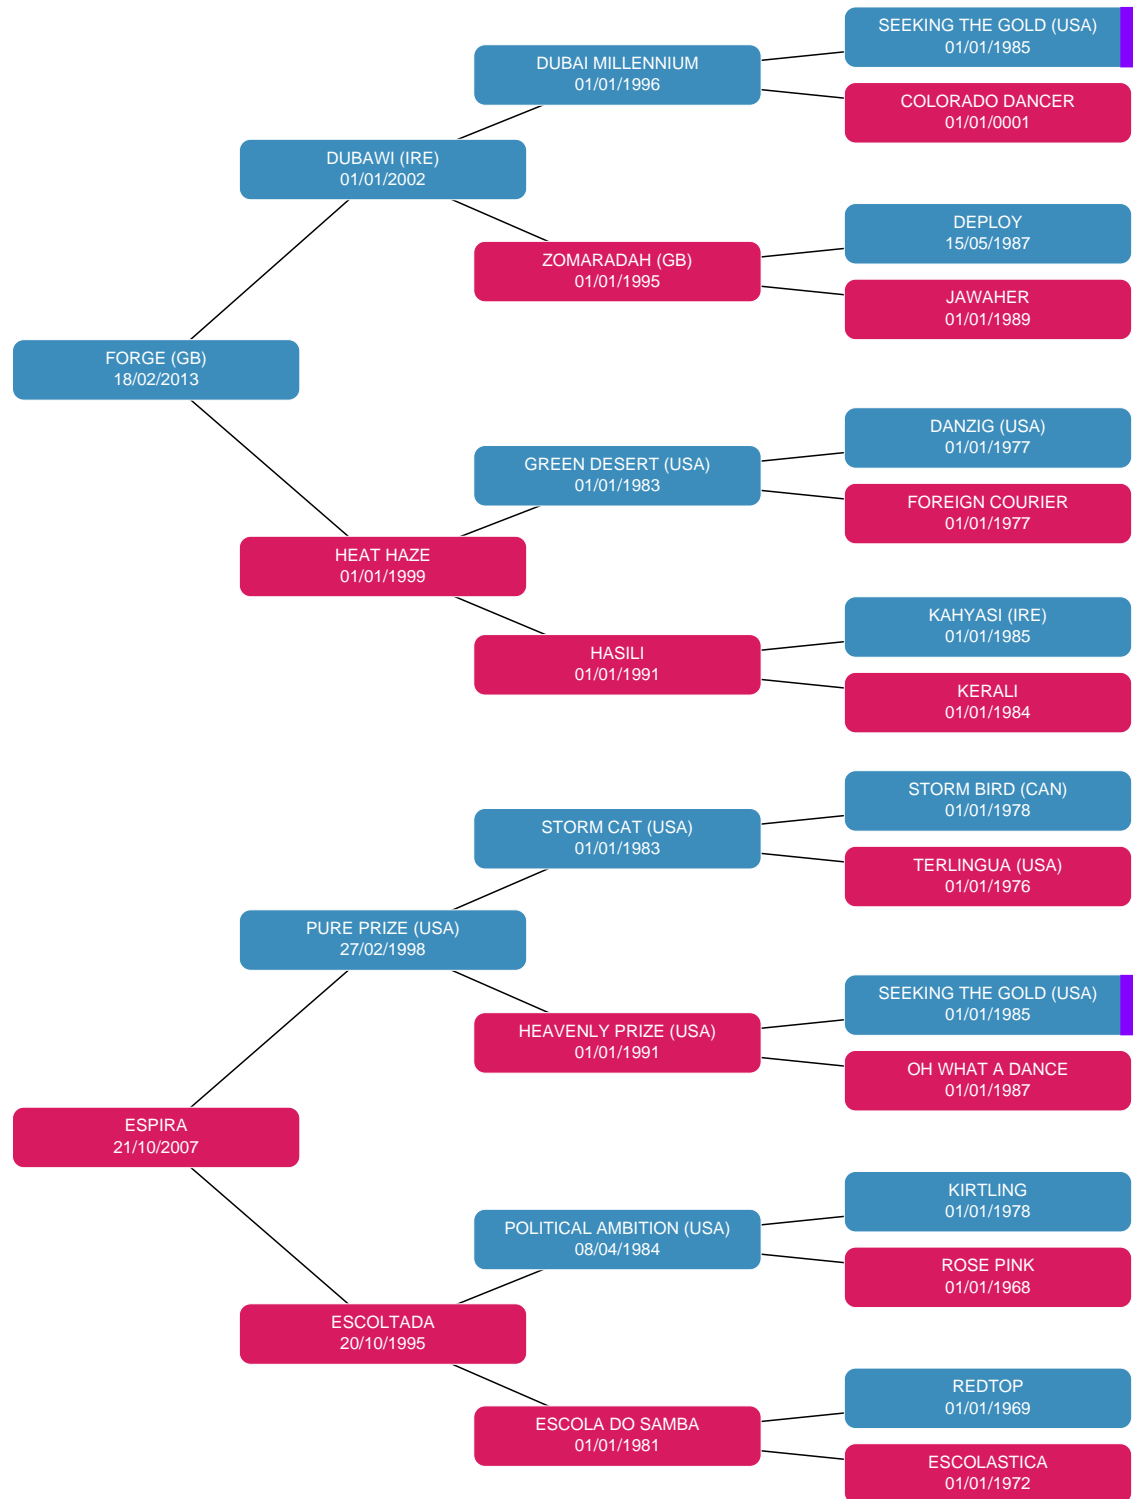 SEEKING THE GOLD (USA)
01/01/1985
DUBAI MILLENNIUM
01/01/1996
COLORADO DANCER
01/01/0001
DUBAWI (IRE)
01/01/2002
DEPLOY
15/05/1987
ZOMARADAH (GB)
01/01/1995
JAWAHER
01/01/1989
FORGE (GB)
18/02/2013
DANZIG (USA)
01/01/1977
GREEN DESERT (USA)
01/01/1983
FOREIGN COURIER
01/01/1977
HEAT HAZE
01/01/1999
KAHYASI (IRE)
01/01/1985
HASILI
01/01/1991
KERALI
01/01/1984
STORM BIRD (CAN)
01/01/1978
STORM CAT (USA)
01/01/1983
TERLINGUA (USA)
01/01/1976
PURE PRIZE (USA)
27/02/1998
SEEKING THE GOLD (USA)
01/01/1985
HEAVENLY PRIZE (USA)
01/01/1991
OH WHAT A DANCE
01/01/1987
ESPIRA
21/10/2007
KIRTLING
01/01/1978
POLITICAL AMBITION (USA)
08/04/1984
ROSE PINK
01/01/1968
ESCOLTADA
20/10/1995
REDTOP
01/01/1969
ESCOLA DO SAMBA
01/01/1981
ESCOLASTICA
01/01/1972